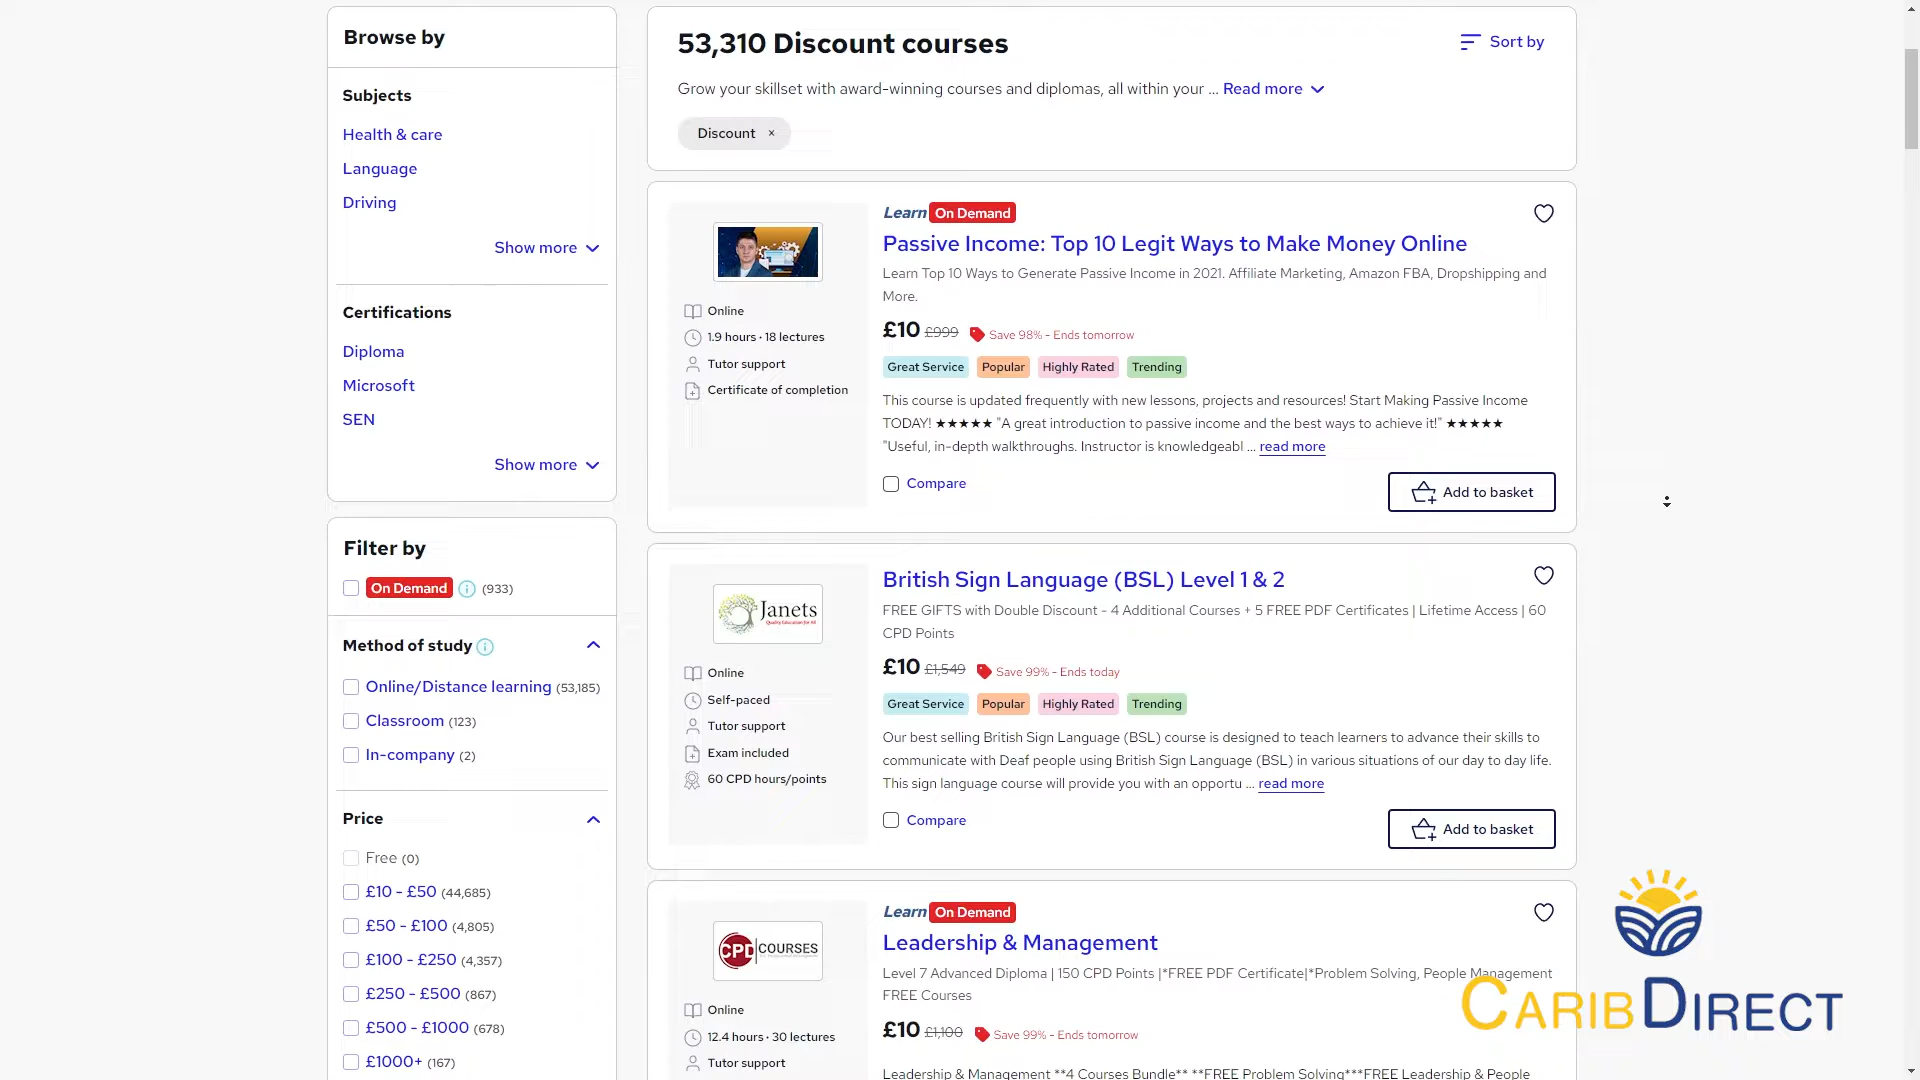 Browse by
Subjects
Health & care
Language
Driving
Show more
Certifications
Diploma
Microsoft
SEN
Show more
Filter by
On Demand (933)
Method of study
Online/Distance learning (53,185)
Classroom (123)
In-company (2)
Price
Free (0)
£10 - £50 (44,685)
£50 - £100 (4,805)
£100 - £250 (4,357)
£250 - £500 (867)
£500 - £1000 (678)
£1000+ (167)
53,310 Discount courses
Sort by
Grow your skillset with award-winning courses and diplomas, all within your ... Read more
Discount ×
Learn On Demand
Passive Income: Top 10 Legit Ways to Make Money Online
Learn Top 10 Ways to Generate Passive Income in 2021. Affiliate Marketing, Amazon FBA, Dropshipping and
More.
£10 £999 Save 98% - Ends tomorrow
Great Service Popular Highly Rated Trending
This course is updated frequently with new lessons, projects and resources! Start Making Passive Income
TODAY! ★★★★★ "A great introduction to passive income and the best ways to achieve it!" ★★★★★
"Useful, in-depth walkthroughs. Instructor is knowledgeabl ... read more
Online
1.9 hours · 18 lectures
Tutor support
Certificate of completion
Compare
Add to basket
Janets
Quality Education for All
British Sign Language (BSL) Level 1 & 2
FREE GIFTS with Double Discount - 4 Additional Courses + 5 FREE PDF Certificates | Lifetime Access | 60
CPD Points
£10 £1,549 Save 99% - Ends today
Great Service Popular Highly Rated Trending
Our best selling British Sign Language (BSL) course is designed to teach learners to advance their skills to
communicate with Deaf people using British Sign Language (BSL) in various situations of our day to day life.
This sign language course will provide you with an opportu ... read more
Online
Self-paced
Tutor support
Exam included
60 CPD hours/points
Compare
Add to basket
CPD COURSES
Learn On Demand
Leadership & Management
Level 7 Advanced Diploma | 150 CPD Points |*FREE PDF Certificate|*Problem Solving, People Management
FREE Courses
£10 £1,100 Save 99% - Ends tomorrow
Leadership & Management **4 Courses Bundle** **FREE Problem Solving***FREE Leadership & People
Online
12.4 hours · 30 lectures
Tutor support
CARIBDIRECT